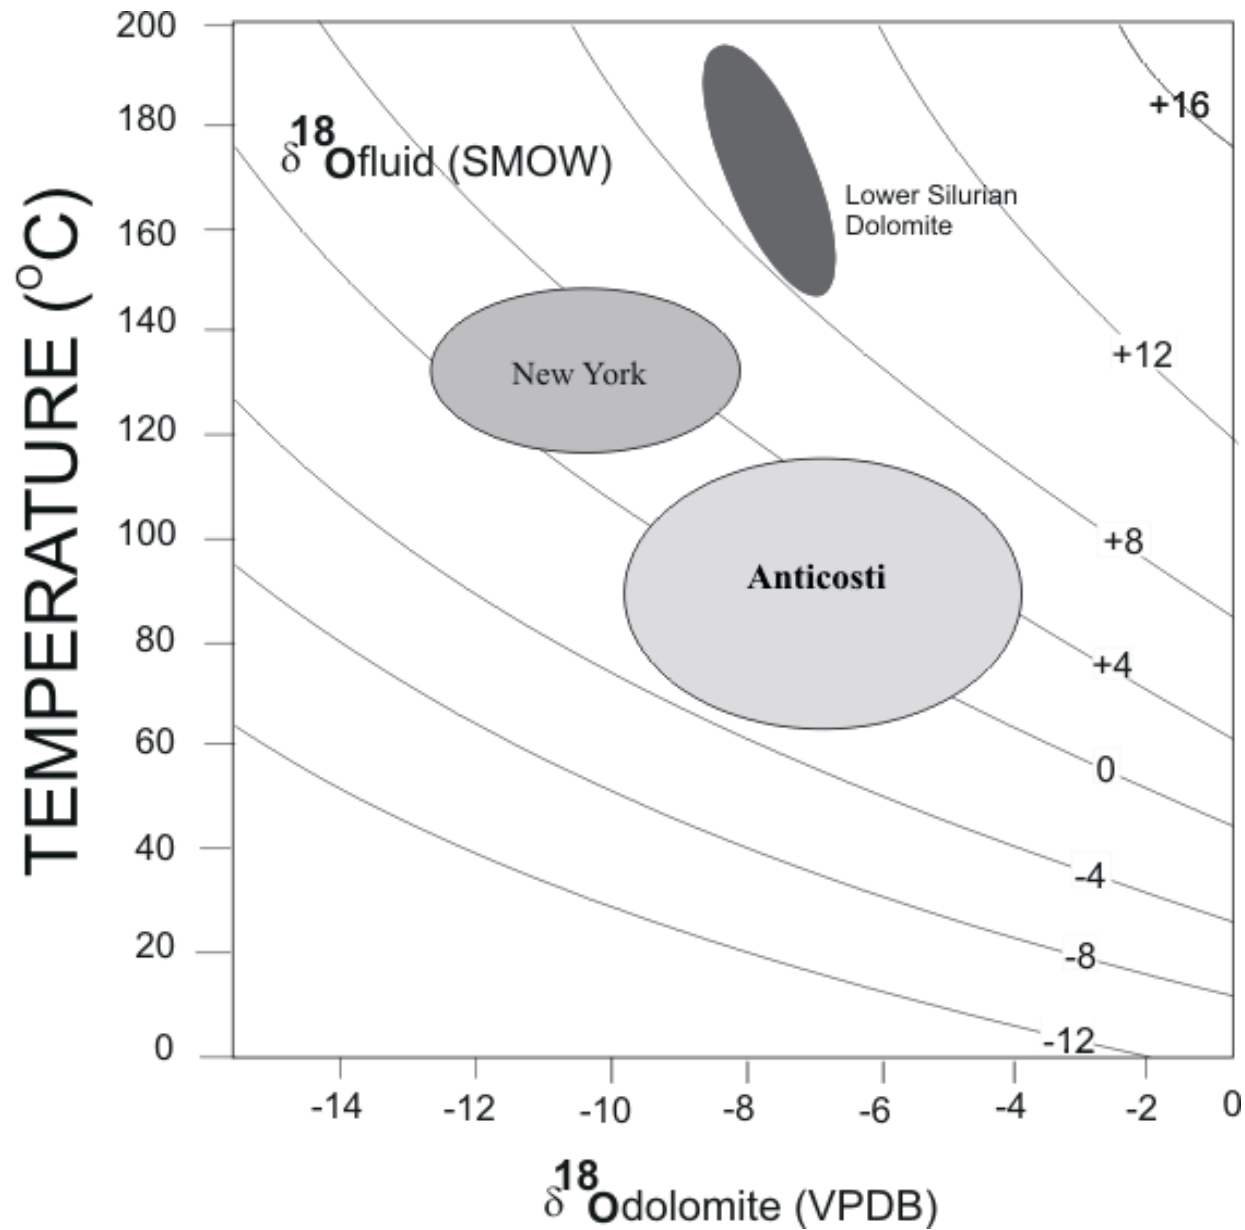 200
180
160
140
120
100
80
60
40
20
0
TEMPERATURE (°C)
δ18Ofluid (SMOW)
+16
Lower Silurian
Dolomite
+12
New York
+8
Anticosti
+4
0
-4
-8
-12
-14 -12 -10 -8 -6 -4 -2 0
δ18Odolomite (VPDB)